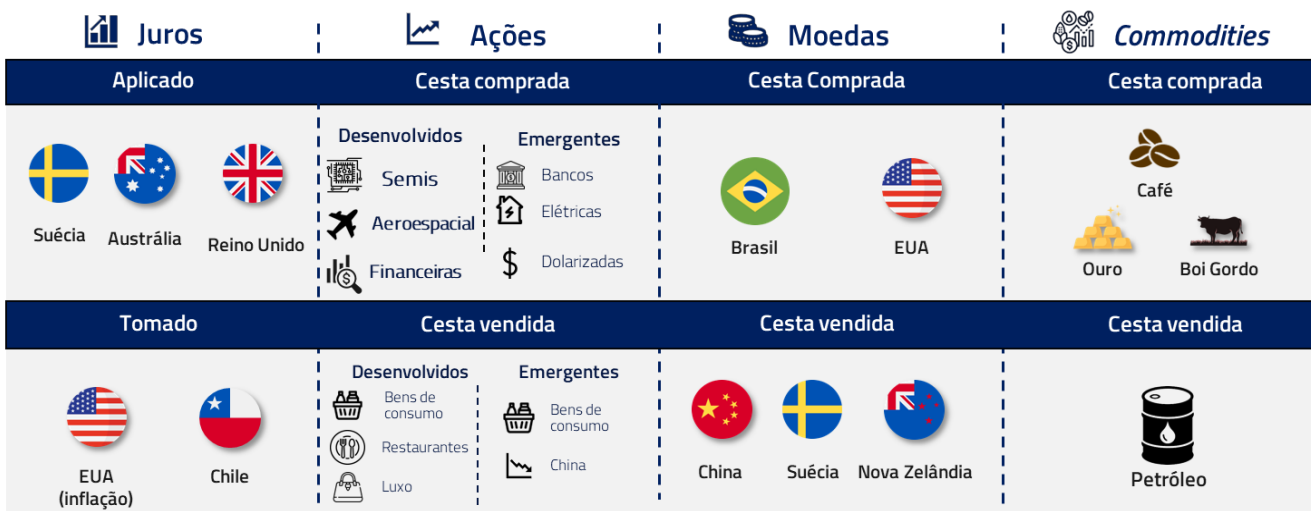 Juros
Ações
Moedas
Commodities
Aplicado
Cesta comprada
Cesta Comprada
Cesta comprada
Suécia
Austrália
Reino Unido
Desenvolvidos
Semis
Aeroespacial
Financeiras
Emergentes
Bancos
Elétricas
Dolarizadas
Brasil
EUA
Café
Ouro
Boi Gordo
Tomado
Cesta vendida
Cesta vendida
Cesta vendida
EUA
(inflação)
Chile
Desenvolvidos
Bens de
consumo
Restaurantes
Luxo
Emergentes
Bens de
consumo
China
China
Suécia
Nova Zelândia
Petróleo